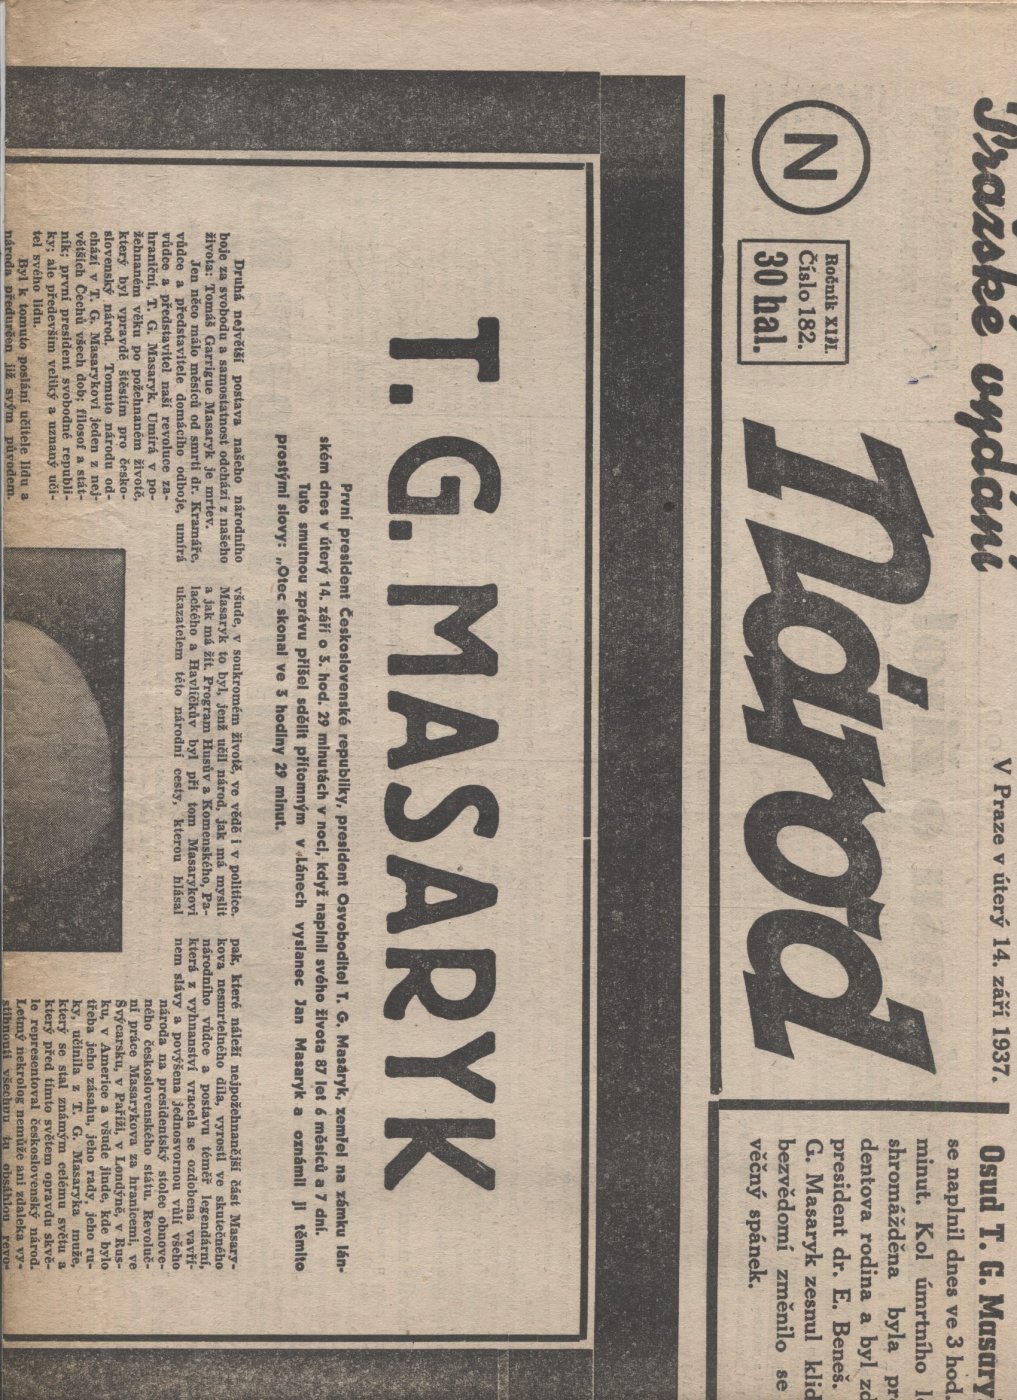 Pražské vydání
V Praze v úterý 14. září 1937.
N
Ročník XIII.
Číslo 182.
30 hal.
Národ
Osud T. G. Masary
se naplnil dnes ve 3 hod
minut. Kol úmrtního l
shromážděna byla pr
dentova rodina a byl zd
president dr. E. Beneš.
G. Masaryk zesnul klid
bezvědomí změnilo se
věčný spánek.
T. G. MASARYK
První president Československé republiky, president Osvoboditel T. G. Masaryk, zemřel na zámku lán-
ském dnes v úterý 14. září o 3. hod. 29 minutách v noci, když naplnil svého života 87 let 6 měsíců a 7 dní.
Tuto smutnou zprávu přišel sdělit přítomným v Lánech vyslanec Jan Masaryk a oznámil ji těmito
prostými slovy: „Otec skonal ve 3 hodiny 29 minut.
Druhá největší postava našeho národního
boje za svobodu a samostatnost odchází z našeho
života: Tomáš Garrigue Masaryk je mrtev.
Jen něco málo měsíců od smrti dr. Kramáře,
vůdce a představitele domácího odboje, umírá
vůdce a představitel naší revoluce za-
hraniční, T. G. Masaryk. Umírá v po-
žehnaném věku po požehnaném životě,
který byl vpravdě štěstím pro česko-
slovenský národ. Tomuto národu od-
chází v T. G. Masarykovi jeden z nej-
větších Čechů všech dob; filosof a stát-
ník; první president svobodné republi-
ky; ale především veliký a uznaný uči-
tel svého lidu.
Byl k tomuto poslání učitele lidu a
národa předurčen již svým původem.
všude, v soukromém životě, ve vědě i v politice.
Masaryk to byl, jenž učil národ, jak má myslit
a jak má žít. Program Husův a Komenského, Pa-
lackého a Havlíčkův byl při tom Masarykovi
ukazatelem této národní cesty, kterou hlásal
pak, které náleží nejpožehnanější část Masary-
kova nesmrtelného díla, vyrostl ve skutečného
národního vůdce a postavu téměř legendární,
která z vyhnanství vracela se ozdobena vavří-
nem slávy a povýšena jednosvornou vůlí všeho
národa na presidentský stolec obnove-
ného československého státu. Revoluč-
ní práce Masarykova za hranicemi, ve
Švýcarsku, v Paříži, v Londýně, v Rus-
ku, v Americe a všude jinde, kde bylo
třeba jeho zásahu, jeho rady, jeho ru-
ky, učinila z T. G. Masaryka muže,
který se stal známým celému světu a
který před tímto světem opravdu skvě-
le representoval československý národ.
Letmý nekrolog nemůže ani zdaleka vy-
stihnouti všechnu tu obsáhlou revo-